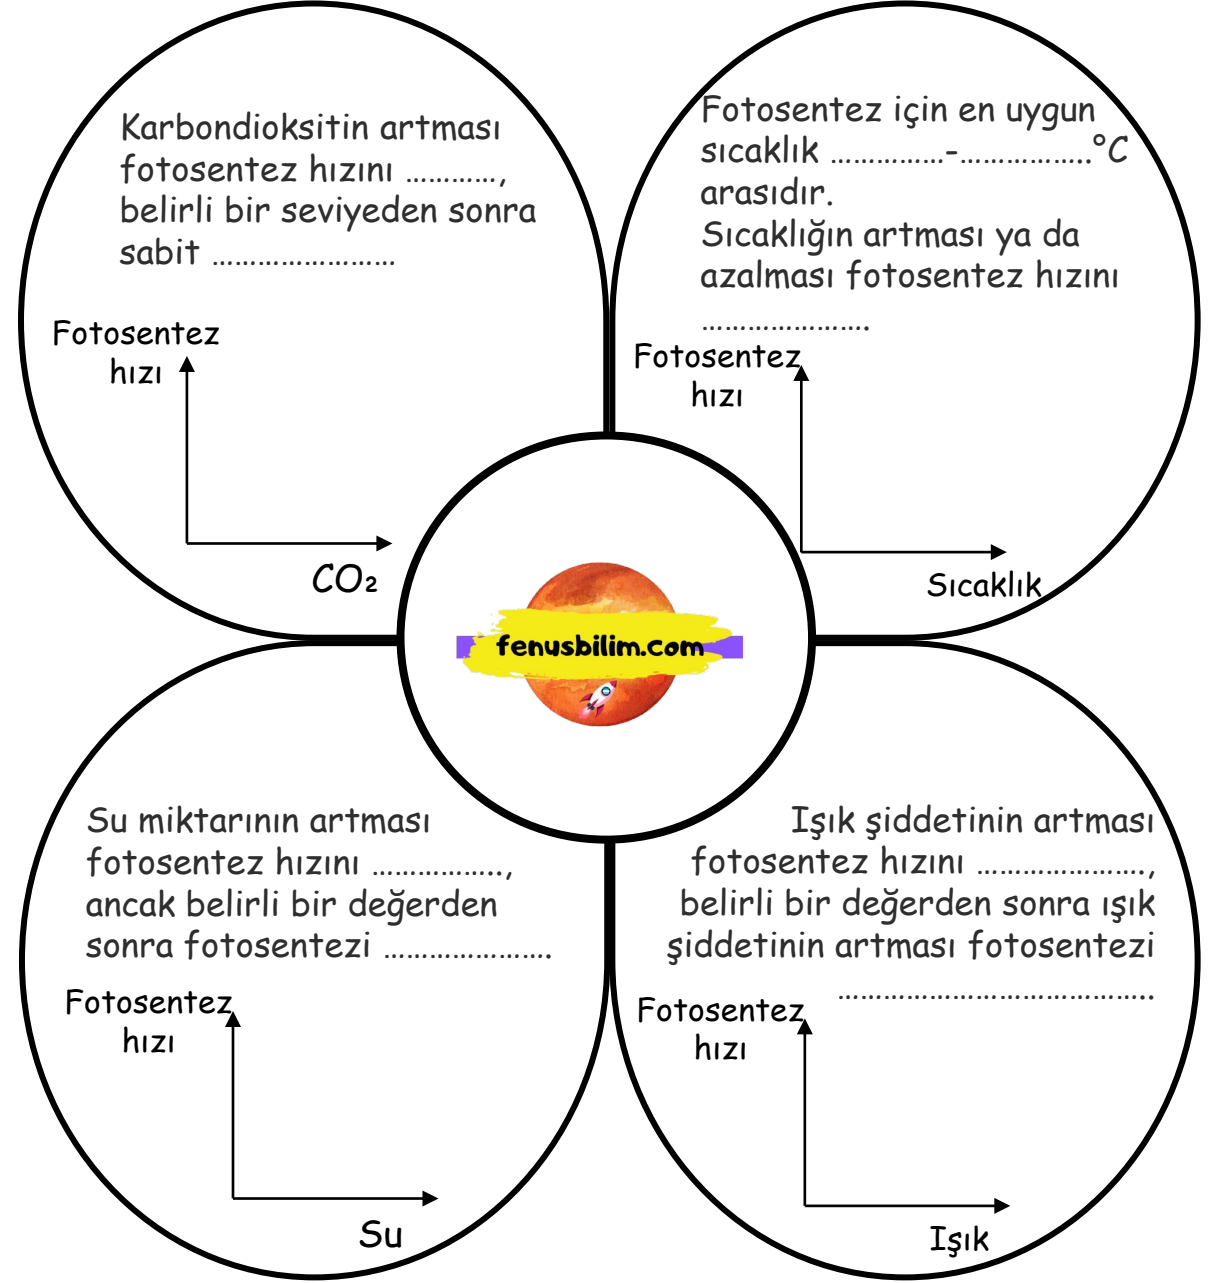 Karbondioksitin artması
fotosentez hızını …………,
belirli bir seviyeden sonra
sabit ……………………
Fotosentez
hızı
CO₂
Fotosentez için en uygun
sıcaklık ……………-……………..°C
arasıdır.
Sıcaklığın artması ya da
azalması fotosentez hızını
………………….
Fotosentez
hızı
Sıcaklık
fenusbilim.com
Su miktarının artması
fotosentez hızını ……………..,
ancak belirli bir değerden
sonra fotosentezi ………………….
Fotosentez
hızı
Su
Işık şiddetinin artması
fotosentez hızını ………………….,
belirli bir değerden sonra ışık
şiddetinin artması fotosentezi
…………………………………..
Fotosentez
hızı
Işık